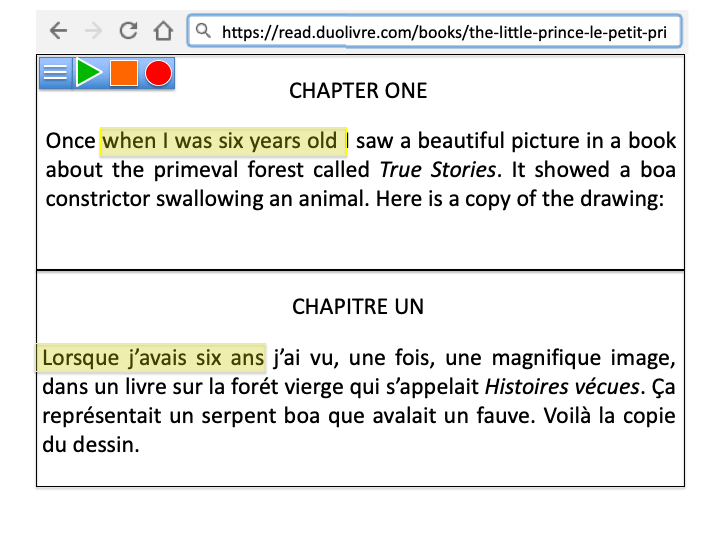 https://read.duolivre.com/books/the-little-prince-le-petit-pri
CHAPTER ONE
Once when I was six years old I saw a beautiful picture in a book
about the primeval forest called True Stories. It showed a boa
constrictor swallowing an animal. Here is a copy of the drawing:
CHAPITRE UN
Lorsque j’avais six ans j’ai vu, une fois, une magnifique image,
dans un livre sur la forét vierge qui s’appelait Histoires vécues. Ça
représentait un serpent boa que avalait un fauve. Voilà la copie
du dessin.